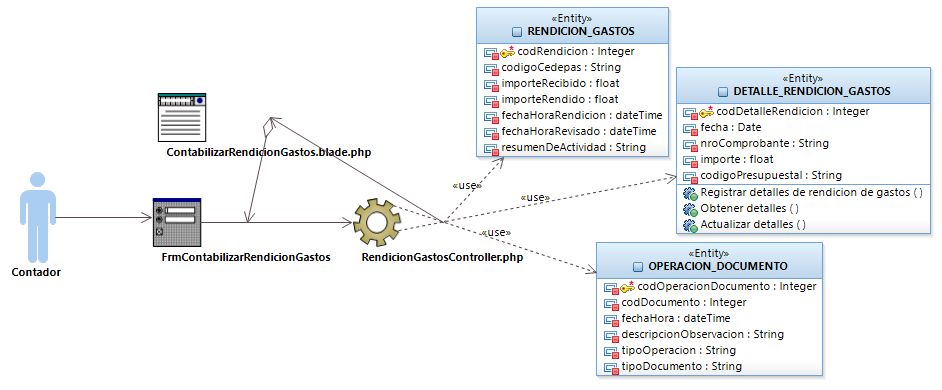 «Entity»
RENDICION_GASTOS
codRendicion : Integer
codigoCedepas : String
importeRecibido : float
importeRendido : float
fechaHoraRendicion : dateTime
fechaHoraRevisado : dateTime
resumenDeActividad : String
«Entity»
DETALLE_RENDICION_GASTOS
codDetalleRendicion : Integer
fecha : Date
nroComprobante : String
importe : float
codigoPresupuestal : String
Registrar detalles de rendicion de gastos ( )
Obtener detalles ( )
Actualizar detalles ( )
ContabilizarRendicionGastos.blade.php
«use»
«use»
«use»
Contador
FrmContabilizarRendicionGastos
RendicionGastosController.php
«Entity»
OPERACION_DOCUMENTO
codOperacionDocumento : Integer
codDocumento : Integer
fechaHora : dateTime
descripcionObservacion : String
tipoOperacion : String
tipoDocumento : String